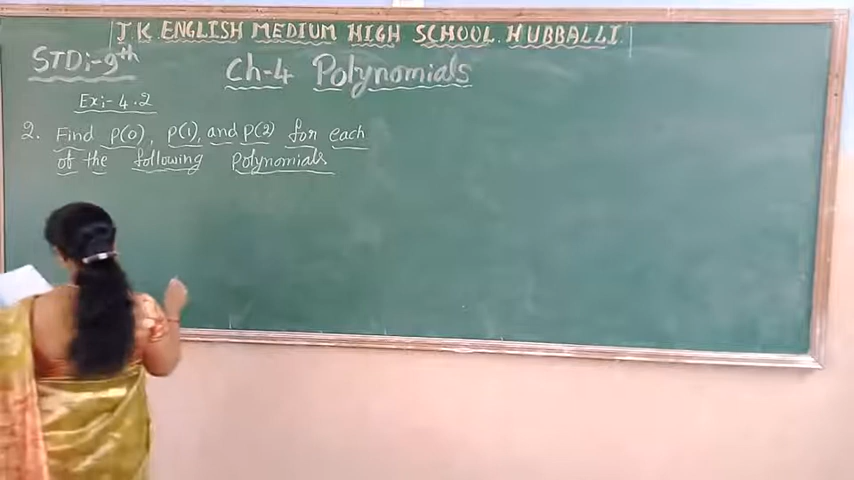 J K ENGLISH MEDIUM HIGH SCHOOL HUBBALLI
STD:-9th
Ch-4 Polynomials
Ex:-4.2
2. Find P(0), P(1), and P(2) for each
of the following Polynomials